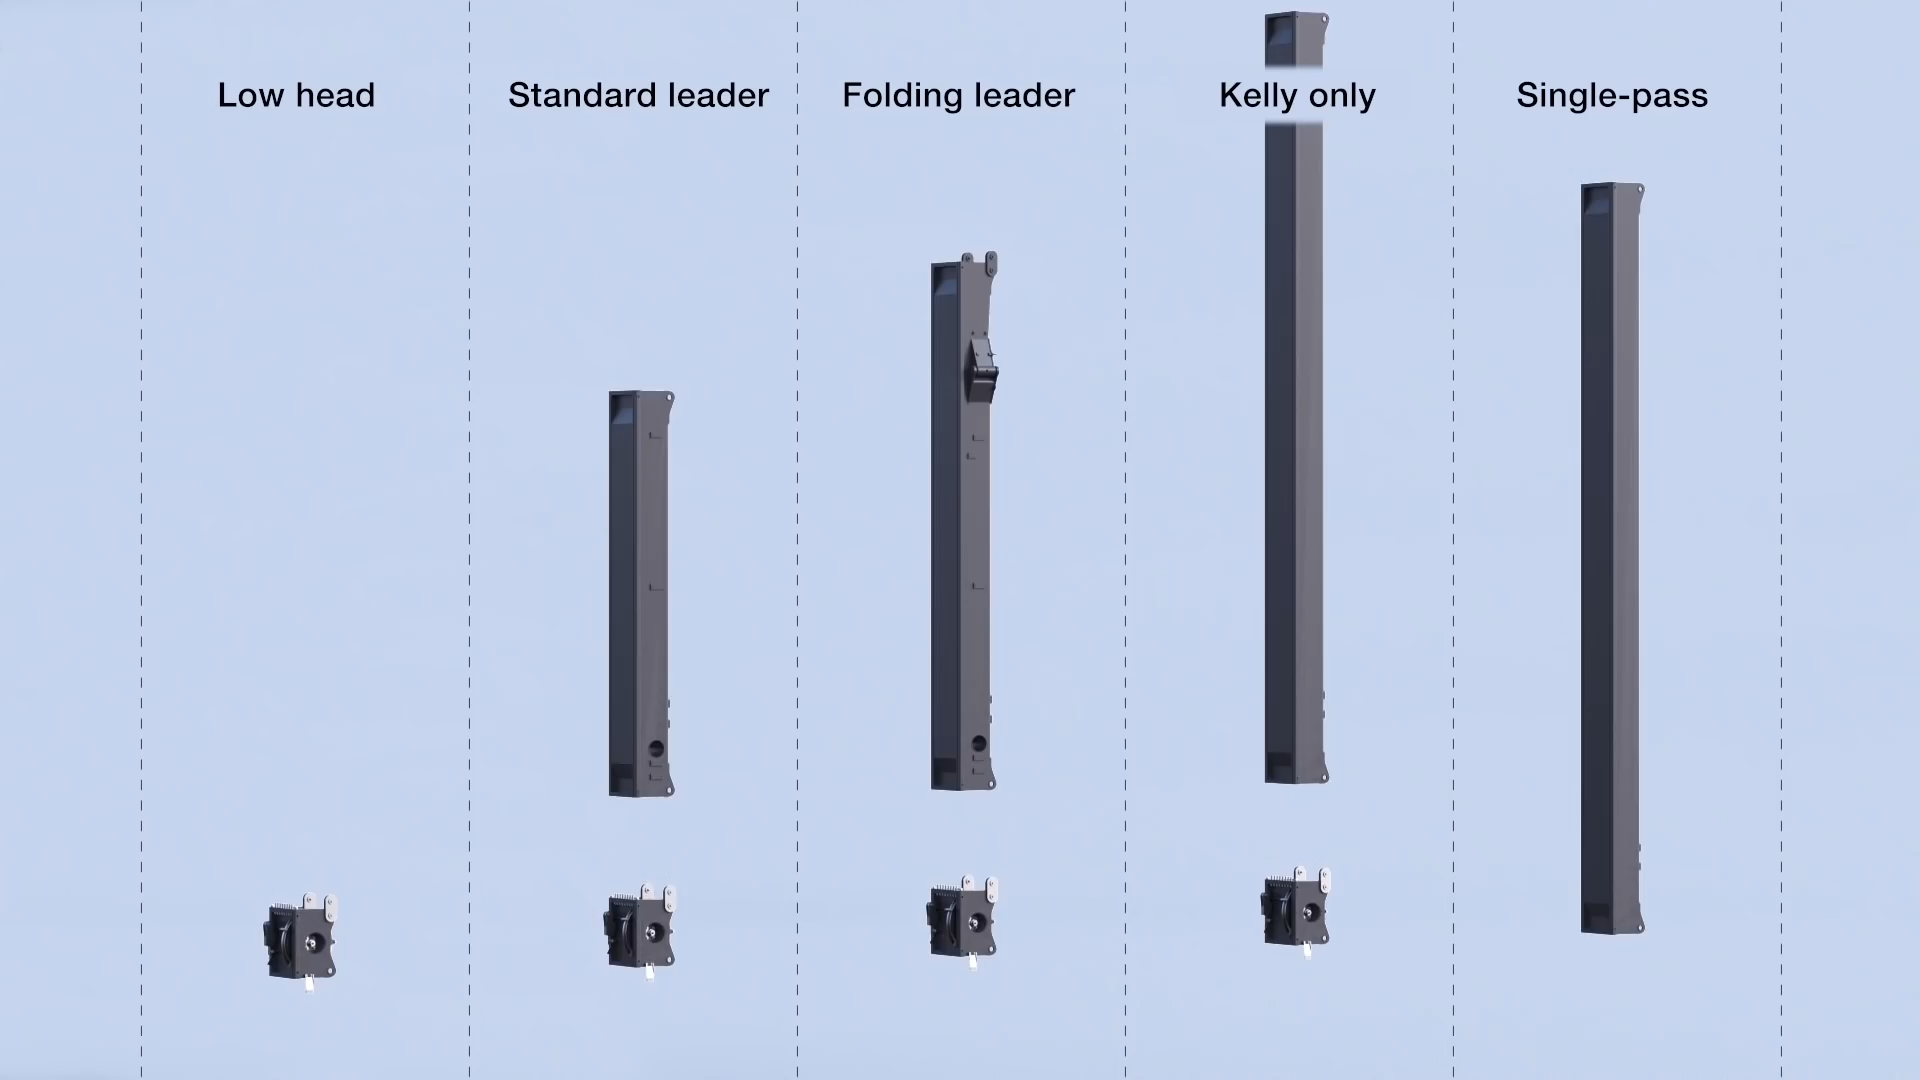 Low head
Standard leader
Folding leader
Kelly only
Single-pass